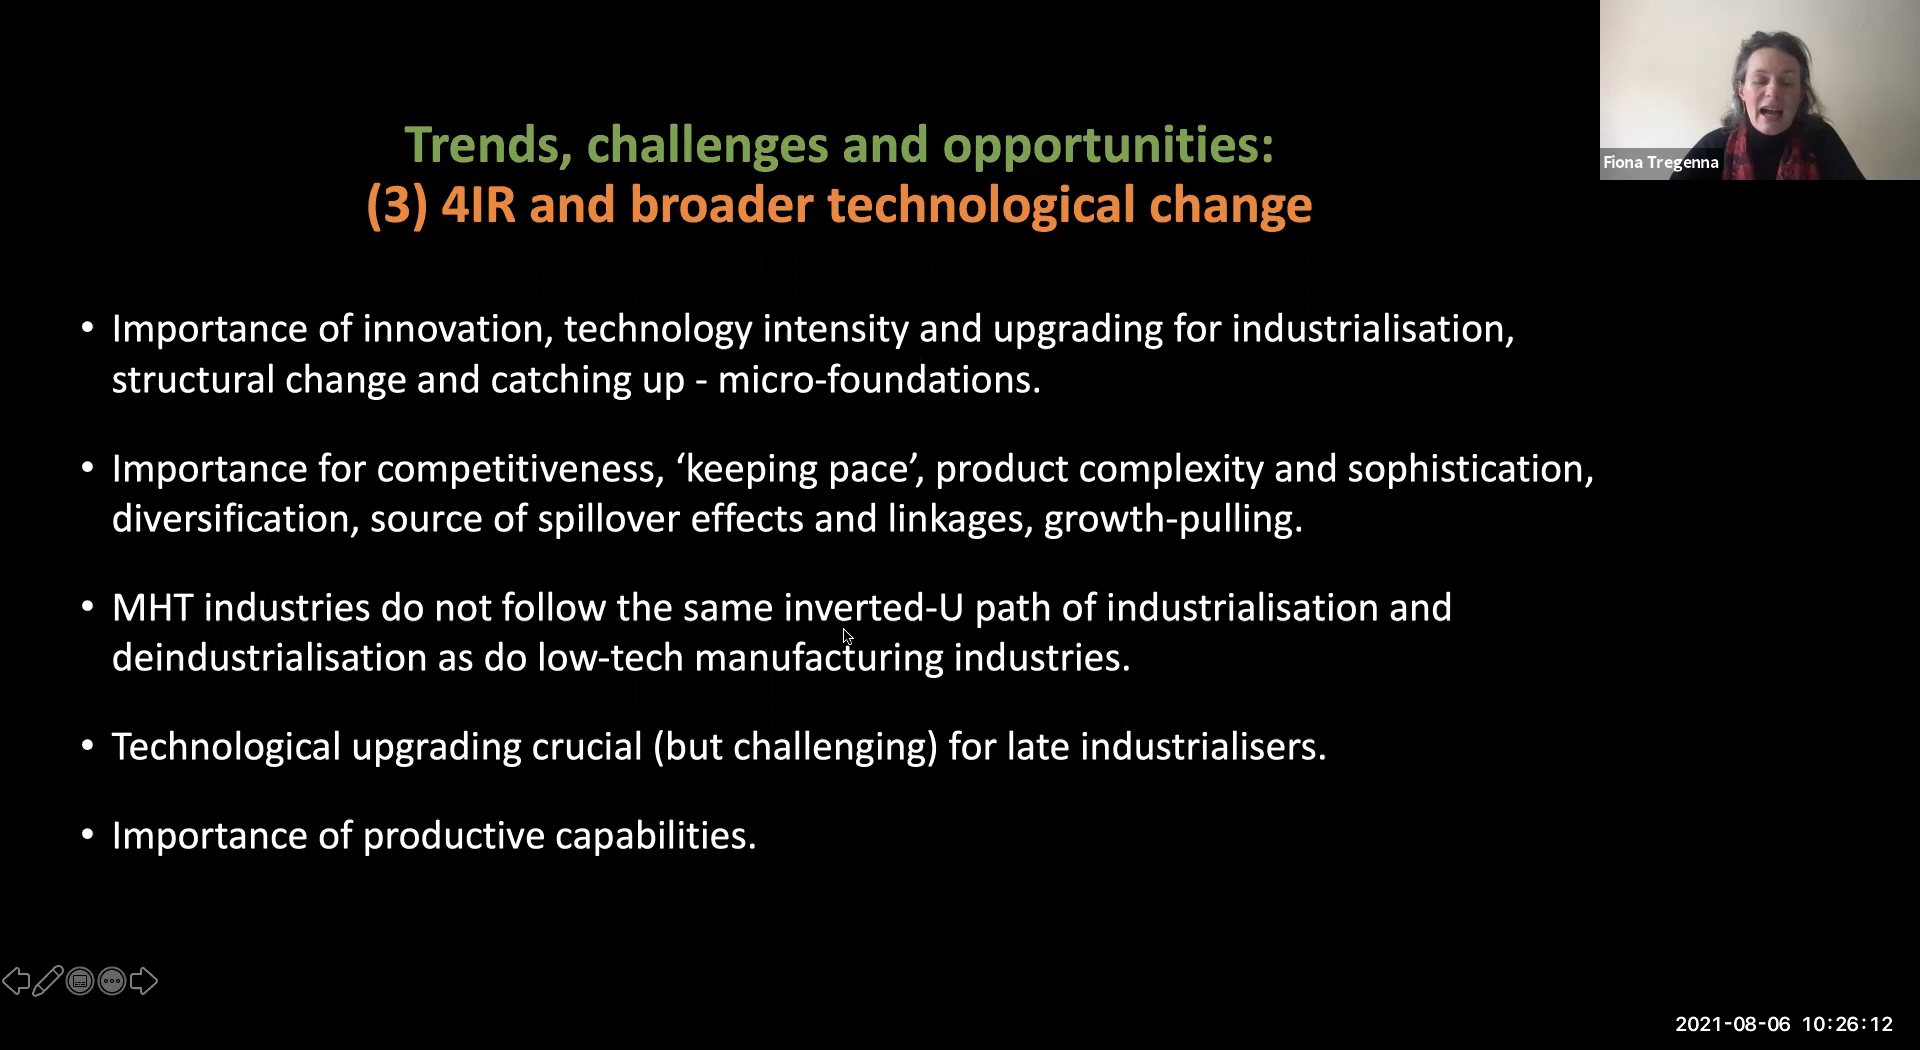 Trends, challenges and opportunities:
(3) 4IR and broader technological change
Fiona Tregenna
• Importance of innovation, technology intensity and upgrading for industrialisation,
structural change and catching up - micro-foundations.
• Importance for competitiveness, ‘keeping pace’, product complexity and sophistication,
diversification, source of spillover effects and linkages, growth-pulling.
• MHT industries do not follow the same inverted-U path of industrialisation and
deindustrialisation as do low-tech manufacturing industries.
• Technological upgrading crucial (but challenging) for late industrialisers.
• Importance of productive capabilities.
2021-08-06 10:26:12